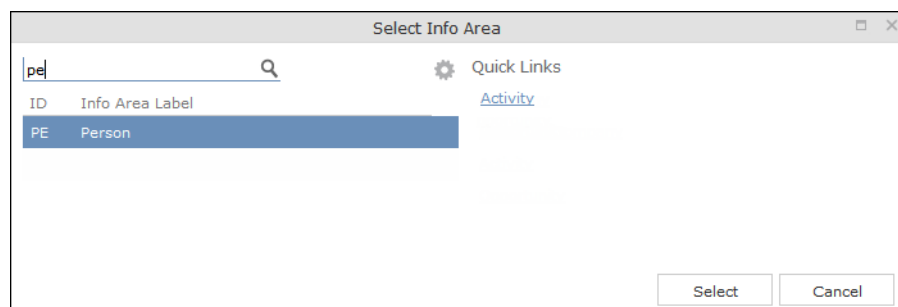 Select Info Area
pe
Quick Links
ID Info Area Label
Activity
PE Person
Select Cancel